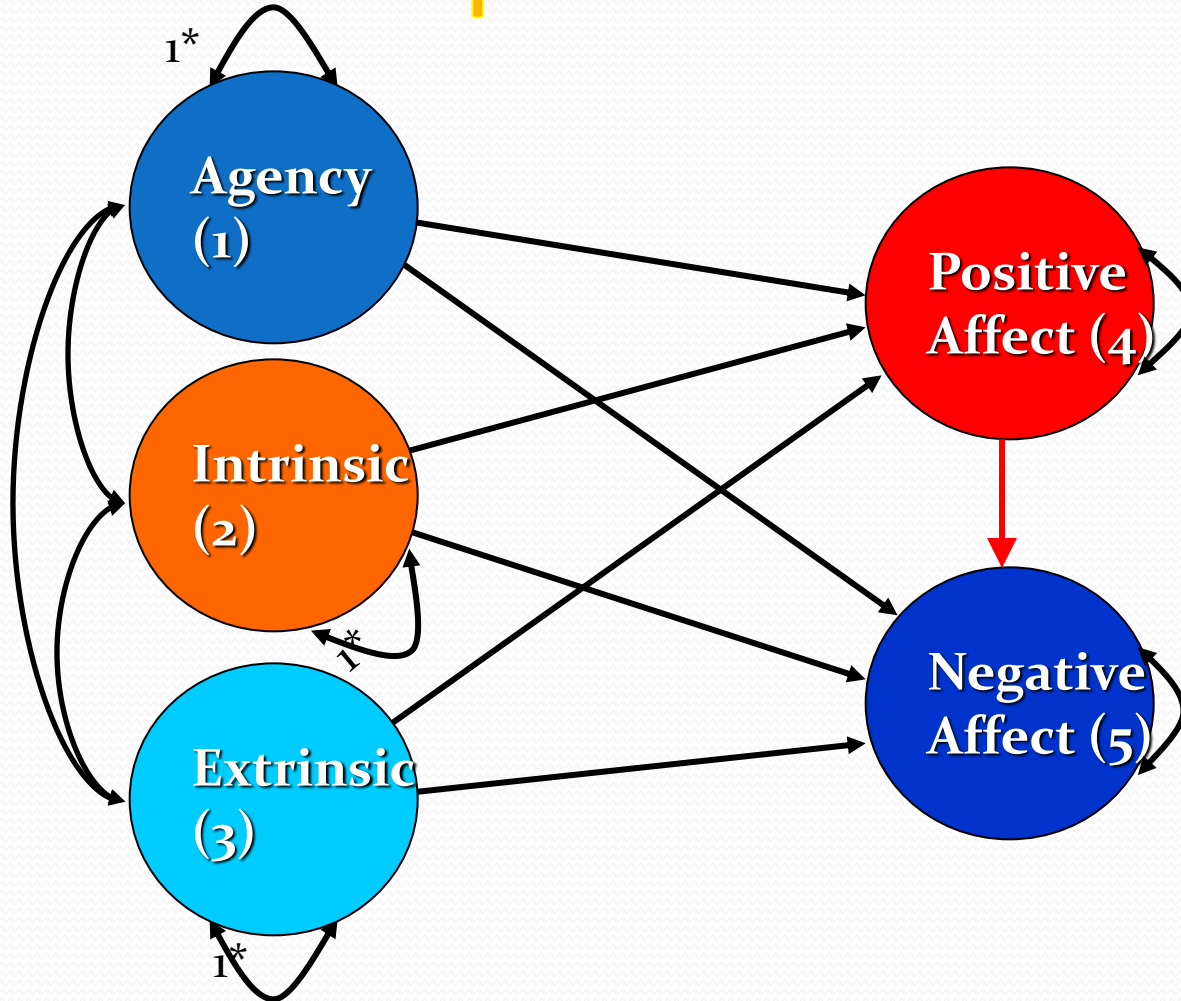 1*
Agency
(1)
Positive
Affect (4)
Intrinsic
(2)
1*
Negative
Affect (5)
Extrinsic
(3)
1*